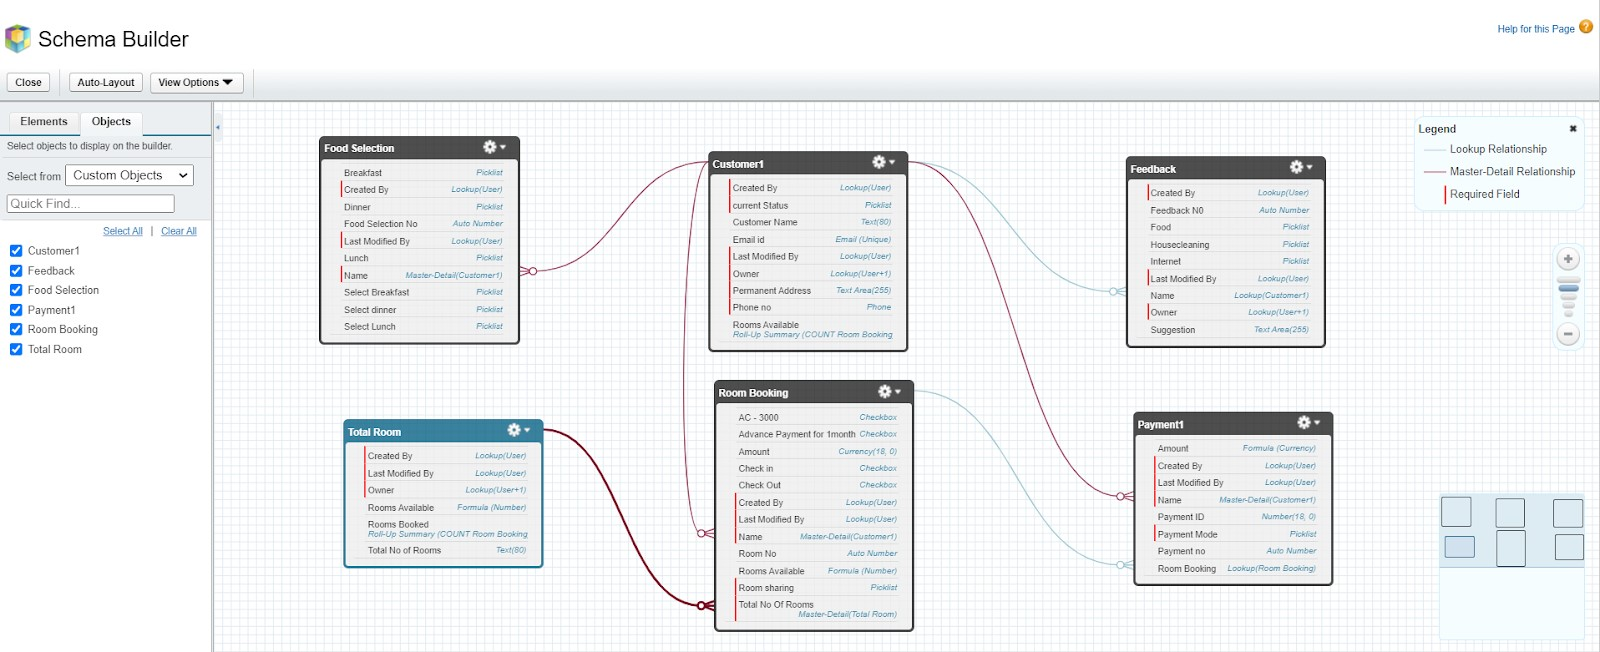 Schema Builder
Help for this Page
Close
Auto-Layout
View Options
Elements
Objects
Select objects to display on the builder.
Select from Custom Objects
Quick Find...
Select All | Clear All
Customer1
Feedback
Food Selection
Payment1
Room Booking
Total Room
Food Selection
Breakfast Picklist
Created By Lookup(User)
Dinner Picklist
Food Selection No Auto Number
Last Modified By Lookup(User)
Lunch Picklist
Name Master-Detail(Customer1)
Select Breakfast Picklist
Select dinner Picklist
Select Lunch Picklist
Customer1
Created By Lookup(User)
current Status Picklist
Customer Name Text(80)
Email id Email (Unique)
Last Modified By Lookup(User)
Owner Lookup(User+1)
Permanent Address Text Area(255)
Phone no Phone
Rooms Available
Roll-Up Summary (COUNT Room Booking
Feedback
Created By Lookup(User)
Feedback N0 Auto Number
Food Picklist
Housecleaning Picklist
Internet Picklist
Last Modified By Lookup(User)
Name Lookup(Customer1)
Owner Lookup(User+1)
Suggestion Text Area(255)
Legend
Lookup Relationship
Master-Detail Relationship
Required Field
Total Room
Created By Lookup(User)
Last Modified By Lookup(User)
Owner Lookup(User+1)
Rooms Available Formula (Number)
Rooms Booked
Roll-Up Summary (COUNT Room Booking
Total No of Rooms Text(80)
Room Booking
AC - 3000 Checkbox
Advance Payment for 1month Checkbox
Amount Currency(18, 0)
Check in Checkbox
Check Out Checkbox
Created By Lookup(User)
Last Modified By Lookup(User)
Name Master-Detail(Customer1)
Room No Auto Number
Rooms Available Formula (Number)
Room sharing Picklist
Total No Of Rooms
Master-Detail(Total Room)
Payment1
Amount Formula (Currency)
Created By Lookup(User)
Last Modified By Lookup(User)
Name Master-Detail(Customer1)
Payment ID Number(18, 0)
Payment Mode Picklist
Payment no Auto Number
Room Booking Lookup(Room Booking)